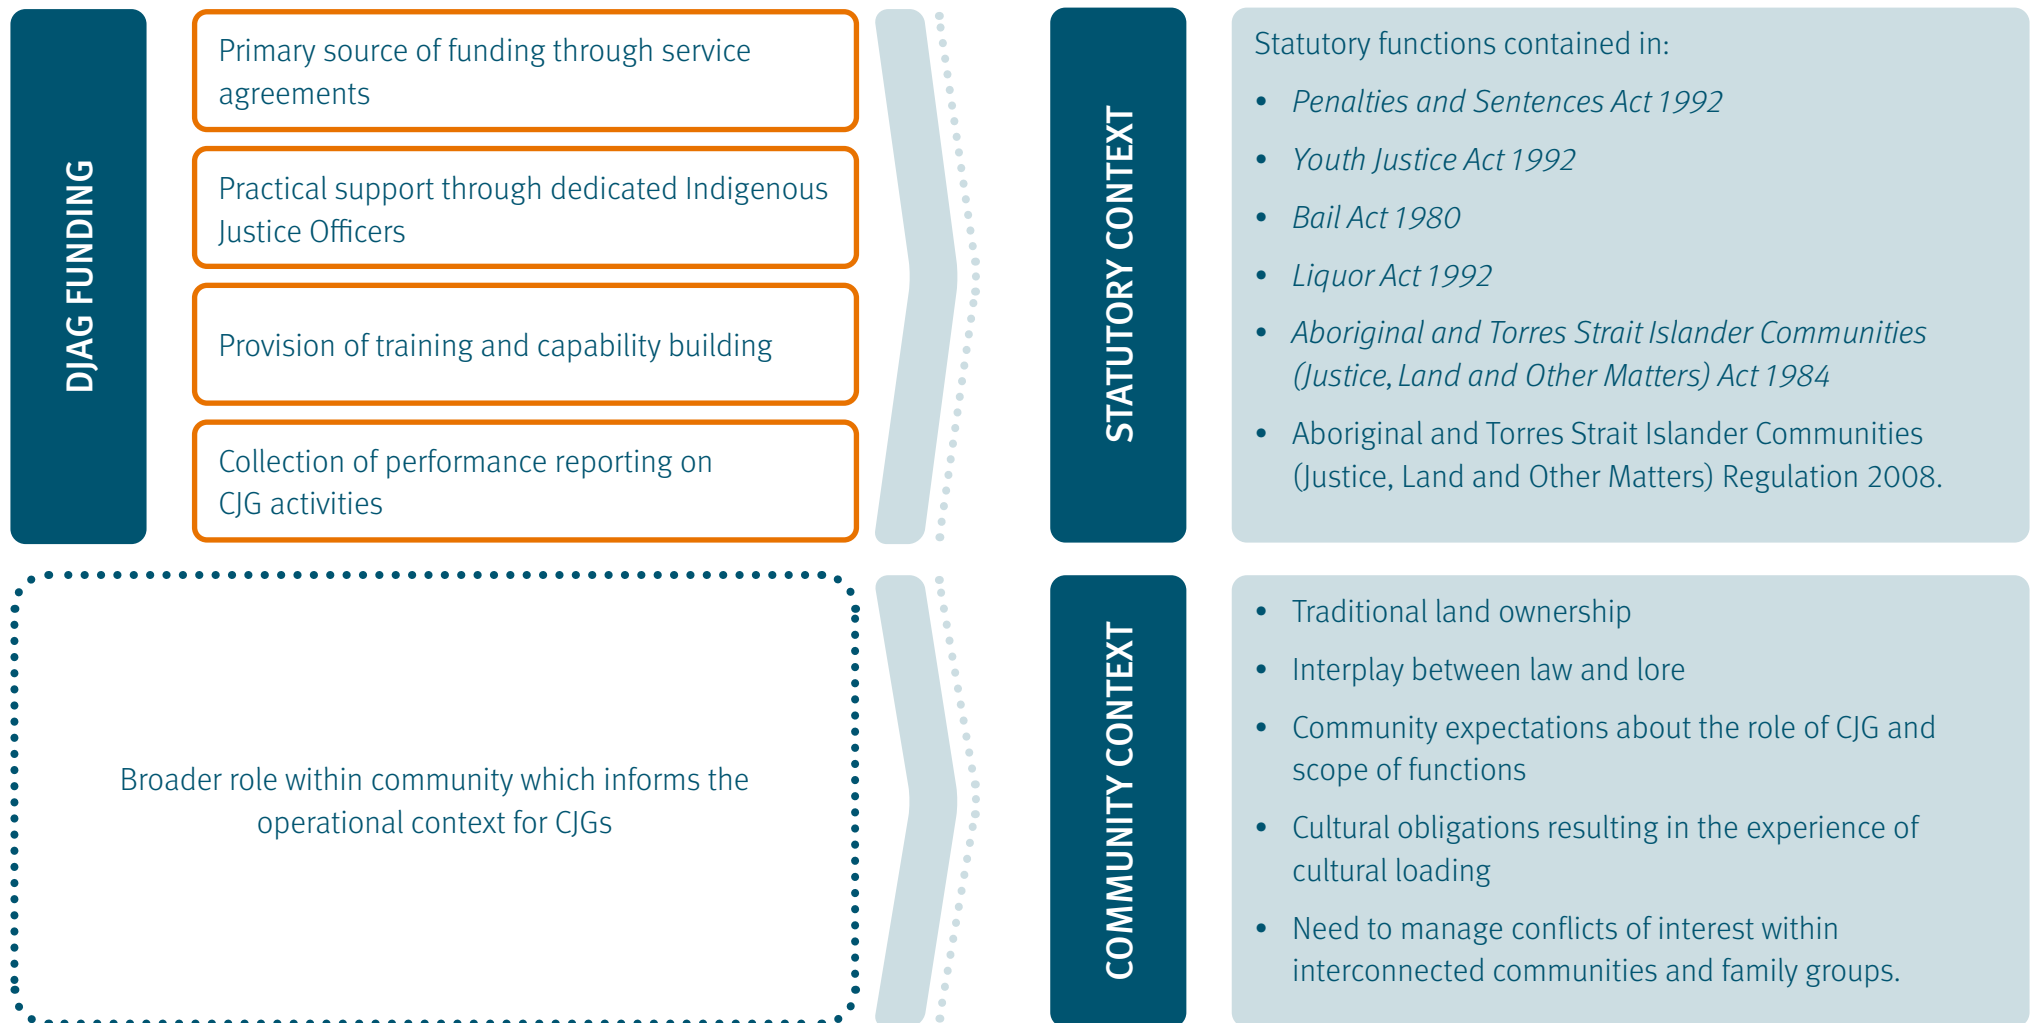 DJAG FUNDING
Primary source of funding through service
agreements
Practical support through dedicated Indigenous
Justice Officers
Provision of training and capability building
Collection of performance reporting on
CJG activities
STATUTORY CONTEXT
Statutory functions contained in:
• Penalties and Sentences Act 1992
• Youth Justice Act 1992
• Bail Act 1980
• Liquor Act 1992
• Aboriginal and Torres Strait Islander Communities
(Justice, Land and Other Matters) Act 1984
• Aboriginal and Torres Strait Islander Communities
(Justice, Land and Other Matters) Regulation 2008.
Broader role within community which informs the
operational context for CJGs
COMMUNITY CONTEXT
• Traditional land ownership
• Interplay between law and lore
• Community expectations about the role of CJG and
scope of functions
• Cultural obligations resulting in the experience of
cultural loading
• Need to manage conflicts of interest within
interconnected communities and family groups.